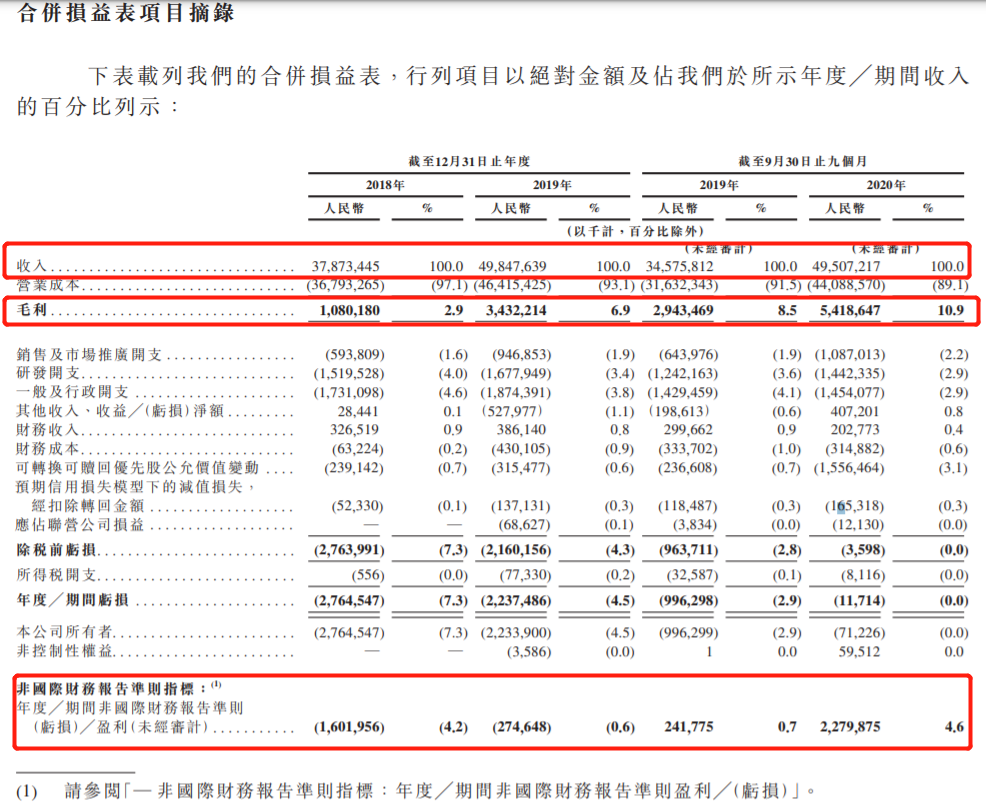 合併損益表項目摘錄
下表載列我們的合併損益表，行列項目以絕對金額及佔我們於所示年度／期間收入
的百分比列示：
截至12月31日止年度 截至9月30日止九個月
2018年 2019年 2019年 2020年
人民幣 % 人民幣 % 人民幣 % 人民幣 %
(以千計，百分比除外)
(未經審計) (未經審計)
收入 37,873,445 100.0 49,847,639 100.0 34,575,812 100.0 49,507,217 100.0
營業成本 (36,793,265) (97.1) (46,415,425) (93.1) (31,632,343) (91.5) (44,088,570) (89.1)
毛利 1,080,180 2.9 3,432,214 6.9 2,943,469 8.5 5,418,647 10.9
銷售及市場推廣開支 (593,809) (1.6) (946,853) (1.9) (643,976) (1.9) (1,087,013) (2.2)
研發開支 (1,519,528) (4.0) (1,677,949) (3.4) (1,242,163) (3.6) (1,442,335) (2.9)
一般及行政開支 (1,731,098) (4.6) (1,874,391) (3.8) (1,429,459) (4.1) (1,454,077) (2.9)
其他收入、收益／(虧損)淨額 28,441 0.1 (527,977) (1.1) (198,613) (0.6) 407,201 0.8
財務收入 326,519 0.9 386,140 0.8 299,662 0.9 202,773 0.4
財務成本 (63,224) (0.2) (430,105) (0.9) (333,702) (1.0) (314,882) (0.6)
可轉換可贖回優先股公允價值變動 (239,142) (0.7) (315,477) (0.6) (236,608) (0.7) (1,556,464) (3.1)
預期信用損失模型下的減值損失，
經扣除轉回金額 (52,330) (0.1) (137,131) (0.3) (118,487) (0.3) (165,318) (0.3)
應佔聯營公司損益 — — (68,627) (0.1) (3,834) (0.0) (12,130) (0.0)
除稅前虧損 (2,763,991) (7.3) (2,160,156) (4.3) (963,711) (2.8) (3,598) (0.0)
所得稅開支 (556) (0.0) (77,330) (0.2) (32,587) (0.1) (8,116) (0.0)
年度／期間虧損 (2,764,547) (7.3) (2,237,486) (4.5) (996,298) (2.9) (11,714) (0.0)
本公司所有者 (2,764,547) (7.3) (2,233,900) (4.5) (996,299) (2.9) (71,226) (0.0)
非控制性權益 — — (3,586) (0.0) 1 0.0 59,512 0.0
非國際財務報告準則指標：(1)
年度／期間非國際財務報告準則
(虧損)／盈利(未經審計) (1,601,956) (4.2) (274,648) (0.6) 241,775 0.7 2,279,875 4.6
(1) 請參閱「— 非國際財務報告準則指標：年度／期間非國際財務報告準則盈利／(虧損)」。